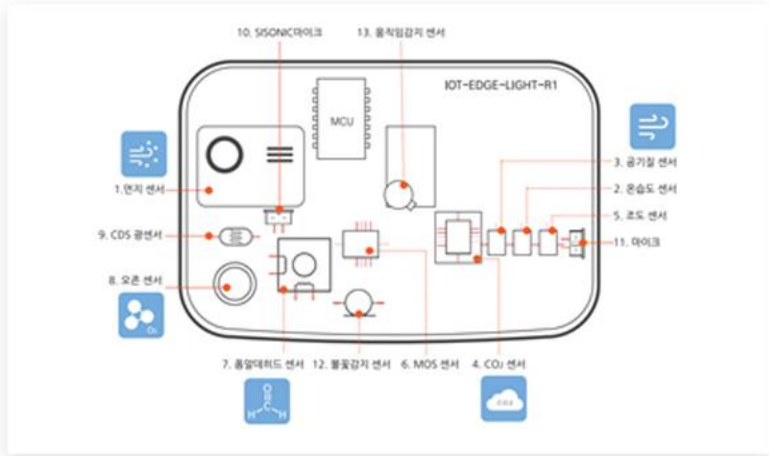 10. SISONIC마이크
13. 움직임감지 센서
IOT-EDGE-LIGHT-R1
MCU
1.먼지 센서
3. 공기질 센서
2. 온습도 센서
5. 조도 센서
9. CDS 광센서
11. 마이크
8. 오존 센서
O₃
7. 폼알데히드 센서
12. 불꽃감지 센서
6. MOS 센서
4. CO₂ 센서
O
C
H
H
CO2